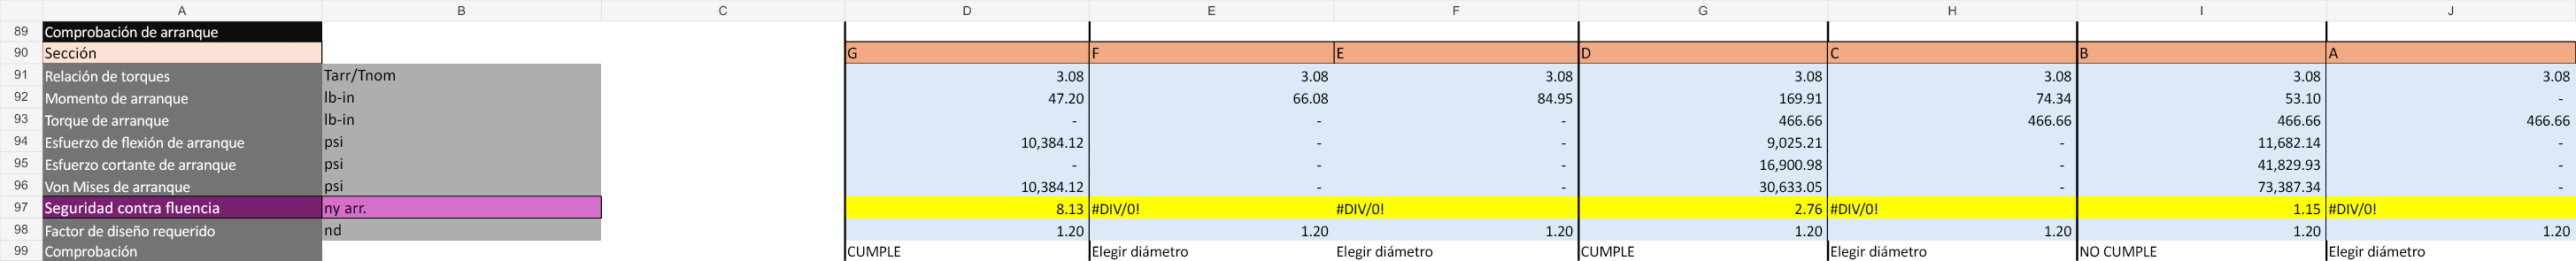 A B C D E F G H I J
89 Comprobación de arranque
90 Sección G F E D C B A
91 Relación de torques Tarr/Tnom 3.08 3.08 3.08 3.08 3.08 3.08 3.08
92 Momento de arranque lb-in 47.20 66.08 84.95 169.91 74.34 53.10 -
93 Torque de arranque lb-in - - - 466.66 466.66 466.66 466.66
94 Esfuerzo de flexión de arranque psi 10,384.12 - - 9,025.21 - 11,682.14 -
95 Esfuerzo cortante de arranque psi - - - 16,900.98 - 41,829.93 -
96 Von Mises de arranque psi 10,384.12 - - 30,633.05 - 73,387.34 -
97 Seguridad contra fluencia ny arr. 8.13 #DIV/0! #DIV/0! 2.76 #DIV/0! 1.15 #DIV/0!
98 Factor de diseño requerido nd 1.20 1.20 1.20 1.20 1.20 1.20 1.20
99 Comprobación CUMPLE Elegir diámetro Elegir diámetro CUMPLE Elegir diámetro NO CUMPLE Elegir diámetro